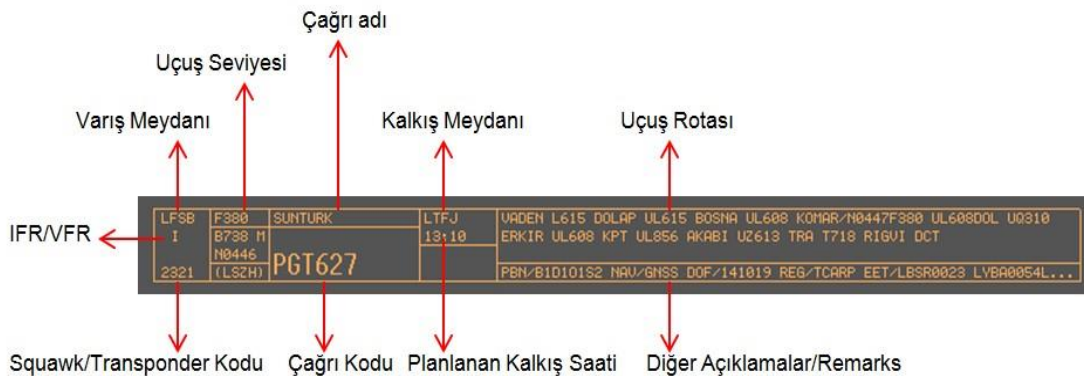 Çağrı adı
Uçuş Seviyesi
Varış Meydanı
Kalkış Meydanı
Uçuş Rotası
IFR/VFR
LFSB F380 SUNTURK LTFJ VADEN L615 DOLAP UL615 BOSNA UL608 KOMAR/N0447F380 UL608DOL UQ310
I B738 M 13:10 ERKIR UL608 KPT UL856 AKABI UZ613 TRA T718 RIGVI DCT
N0446
2321 (LSZH) PGT627 PBN/B1D1O1S2 NAV/GNSS DOF/141019 REG/TCARP EET/LBSR0023 LYBA0054L...
Squawk/Transponder Kodu Çağrı Kodu Planlanan Kalkış Saati Diğer Açıklamalar/Remarks